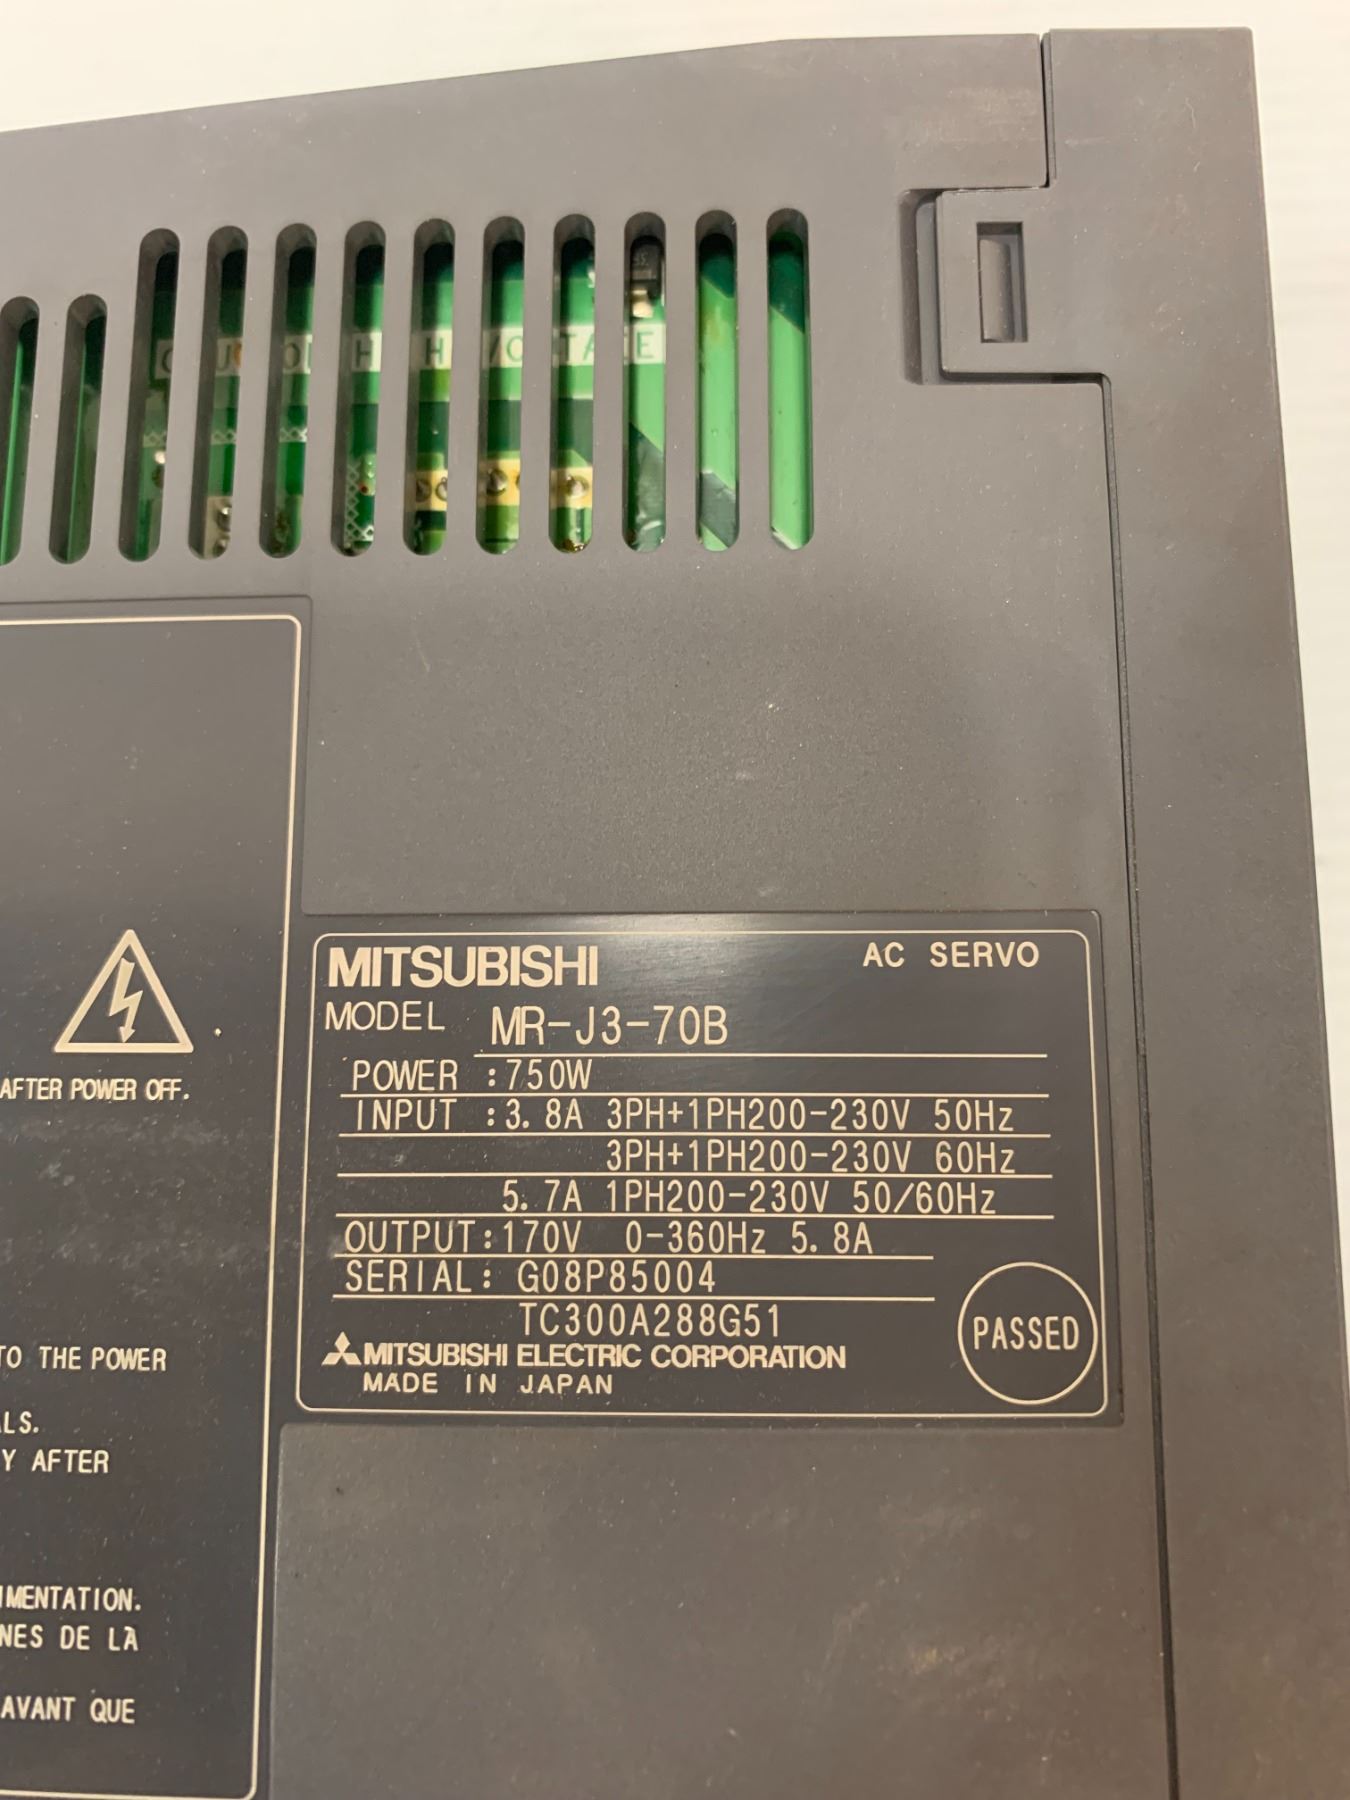 MITSUBISHI AC SERVO
MODEL MR-J3-70B
POWER :750W
INPUT :3.8A 3PH+1PH200-230V 50Hz
3PH+1PH200-230V 60Hz
5.7A 1PH200-230V 50/60Hz
OUTPUT:170V 0-360Hz 5.8A
SERIAL: G08P85004
TC300A288G51
PASSED
MITSUBISHI ELECTRIC CORPORATION
MADE IN JAPAN
AFTER POWER OFF.
TO THE POWER
ALS.
Y AFTER
IMENTATION.
NES DE LA
AVANT QUE